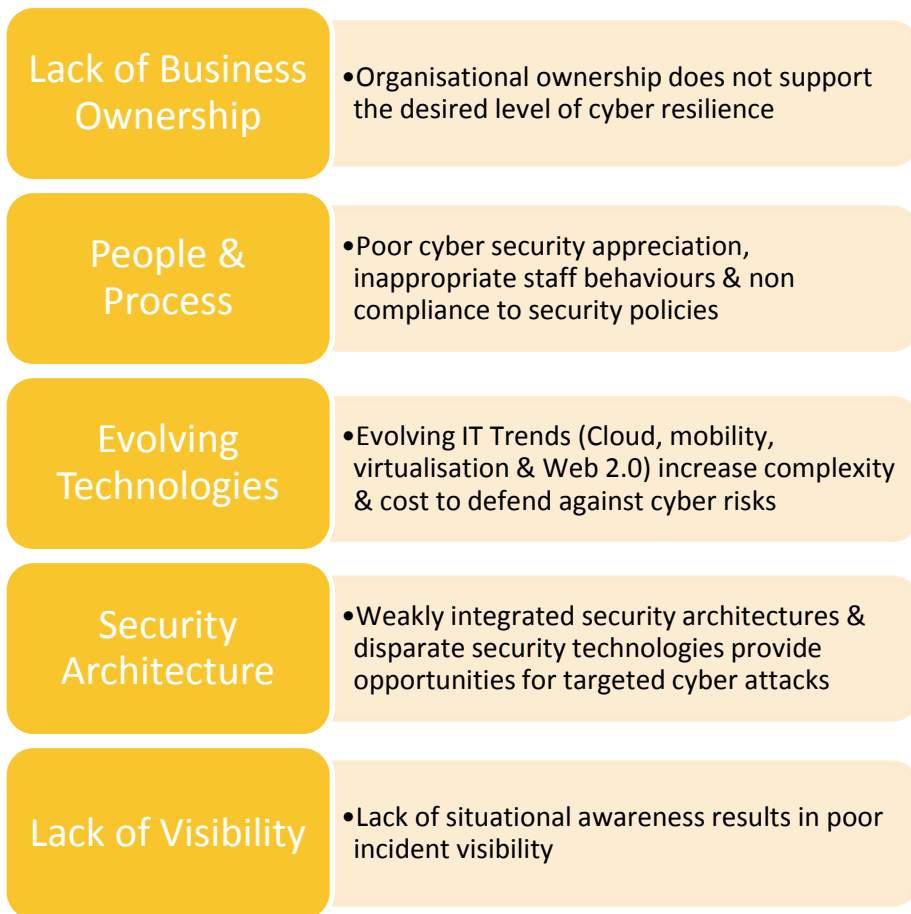 Lack of Business
Ownership
•Organisational ownership does not support
the desired level of cyber resilience
People &
Process
•Poor cyber security appreciation,
inappropriate staff behaviours & non
compliance to security policies
Evolving
Technologies
•Evolving IT Trends (Cloud, mobility,
virtualisation & Web 2.0) increase complexity
& cost to defend against cyber risks
Security
Architecture
•Weakly integrated security architectures &
disparate security technologies provide
opportunities for targeted cyber attacks
Lack of Visibility
•Lack of situational awareness results in poor
incident visibility